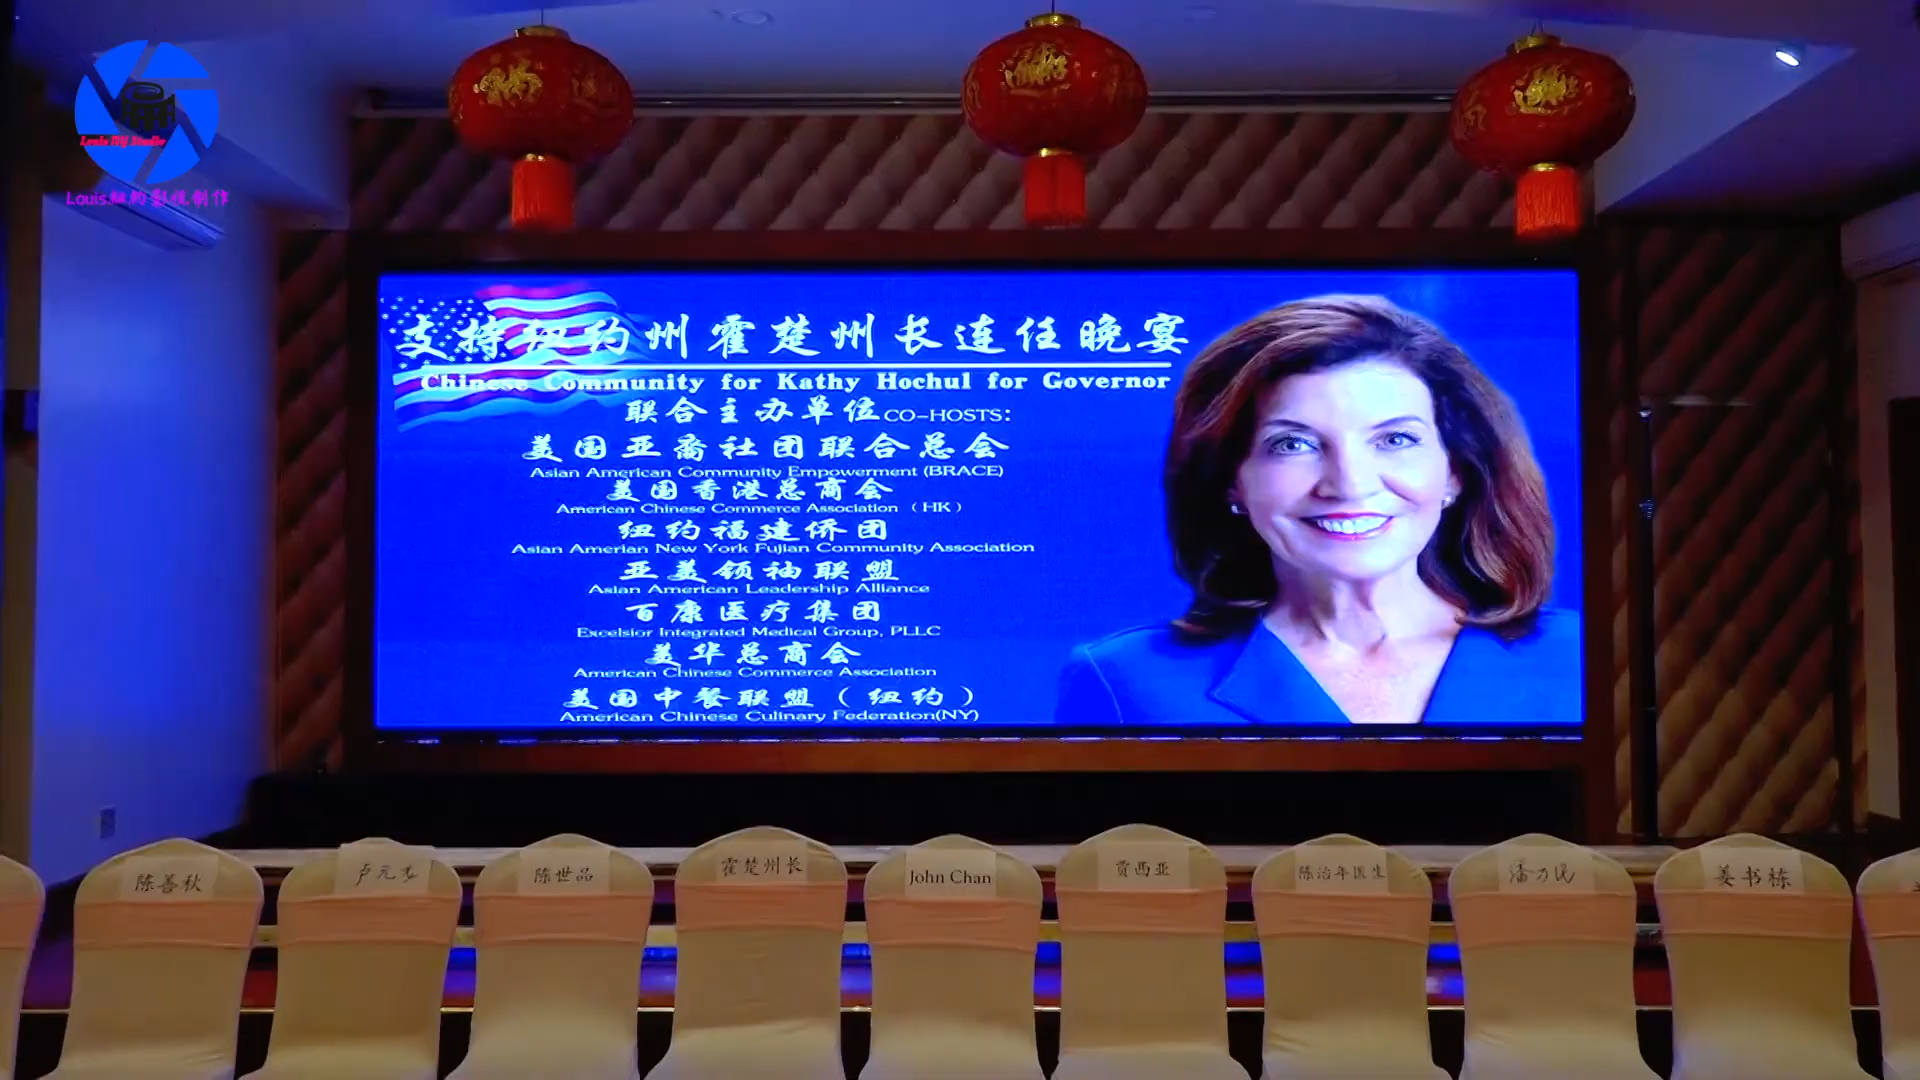 Louis NY Studio
Louis.纽约影视制作
支持纽约州霍楚州长连任晚宴
Chinese Community for Kathy Hochul for Governor
联合主办单位CO-HOSTS:
美国亚裔社团联合总会
Asian American Community Empowerment (BRACE)
美国香港总商会
American Chinese Commerce Association （HK）
纽约福建侨团
Asian Amerian New York Fujian Community Association
亚美领袖联盟
Asian American Leadership Alliance
百康医疗集团
Excelsior Integrated Medical Group, PLLC
美华总商会
American Chinese Commerce Association
美国中餐联盟（纽约）
American Chinese Culinary Federation(NY)
陈善秋
卢元
陈世品
霍楚州长
John Chan
贾西亚
陈治年医生
潘乃民
姜书栋